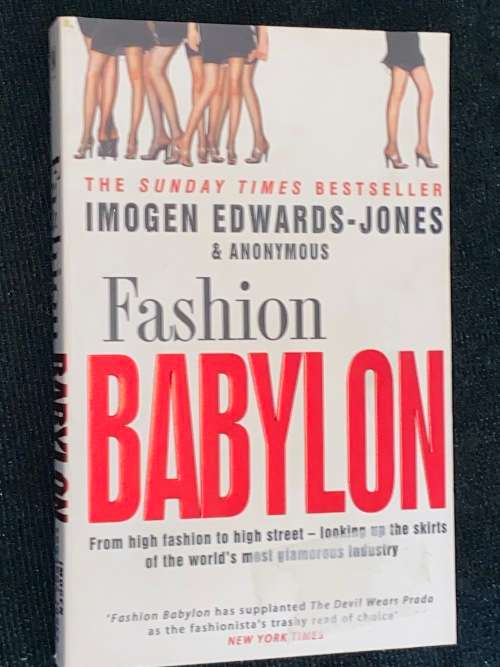 THE SUNDAY TIMES BESTSELLER
IMOGEN EDWARDS-JONES
& ANONYMOUS
Fashion
BABYLON
From high fashion to high street – looking up the skirts
of the world's most glamorous industry
'Fashion Babylon has supplanted The Devil Wears Prada
as the fashionista's trashy read of choice'
NEW YORK TIMES
BABYLON